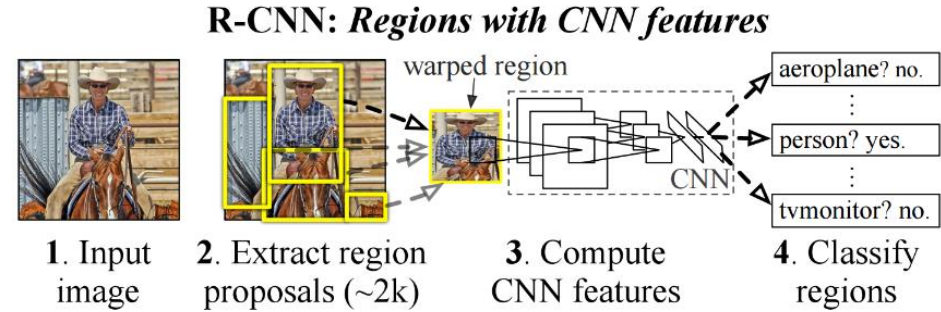 R-CNN: Regions with CNN features
warped region
aeroplane? no.
person? yes.
tvmonitor? no.
CNN
1. Input
image
2. Extract region
proposals (~2k)
3. Compute
CNN features
4. Classify
regions